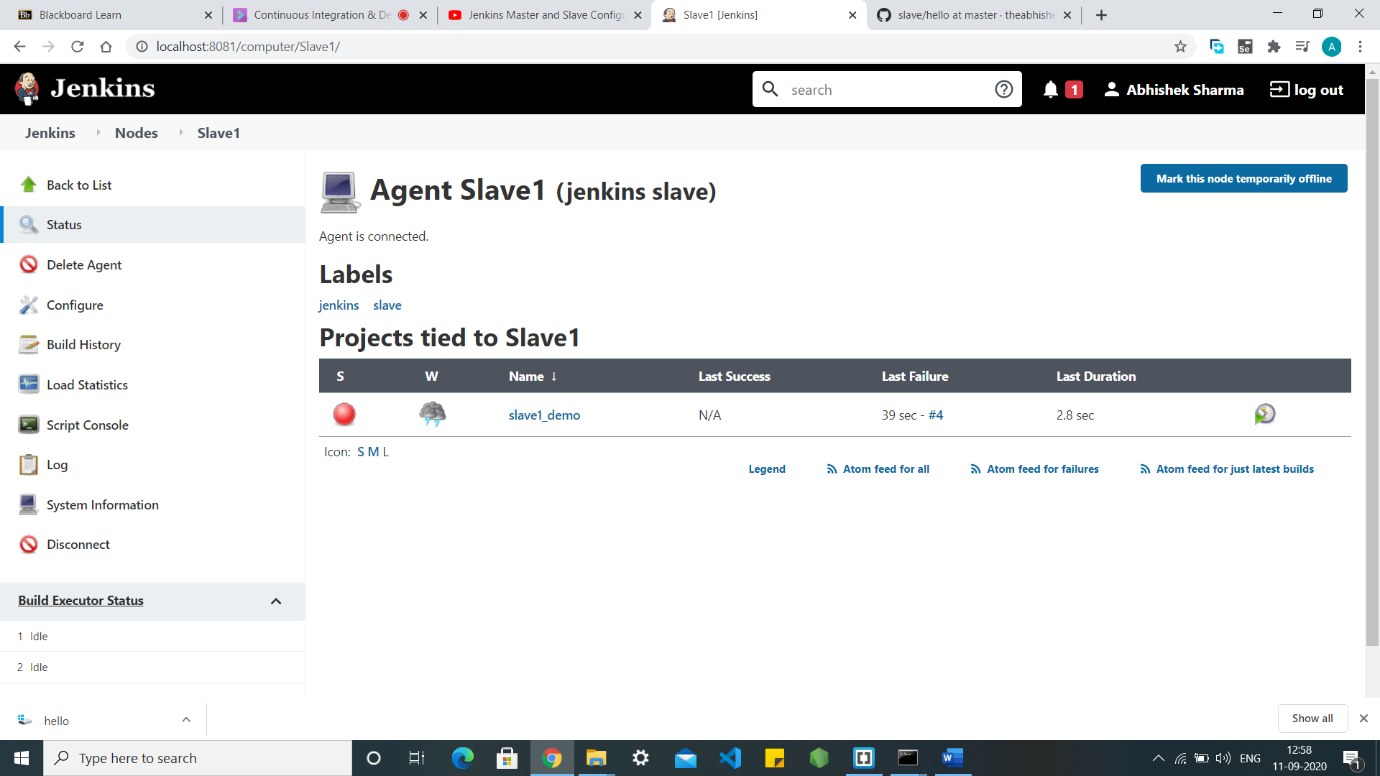 Blackboard Learn
Continuous Integration & De
Jenkins Master and Slave Configu
Slave1 [Jenkins]
slave/hello at master · theabhishe
localhost:8081/computer/Slave1/
Se
A
Jenkins
search
1
Abhishek Sharma
log out
Jenkins
Nodes
Slave1
Back to List
Status
Delete Agent
Configure
Build History
Load Statistics
Script Console
Log
System Information
Disconnect
Build Executor Status
1 Idle
2 Idle
Agent Slave1 (jenkins slave)
Mark this node temporarily offline
Agent is connected.
Labels
jenkins slave
Projects tied to Slave1
S W Name ↓ Last Success Last Failure Last Duration
slave1_demo N/A 39 sec - #4 2.8 sec
Icon: S M L
Legend Atom feed for all Atom feed for failures Atom feed for just latest builds
hello
Show all
Type here to search
ENG
12:58
11-09-2020
1